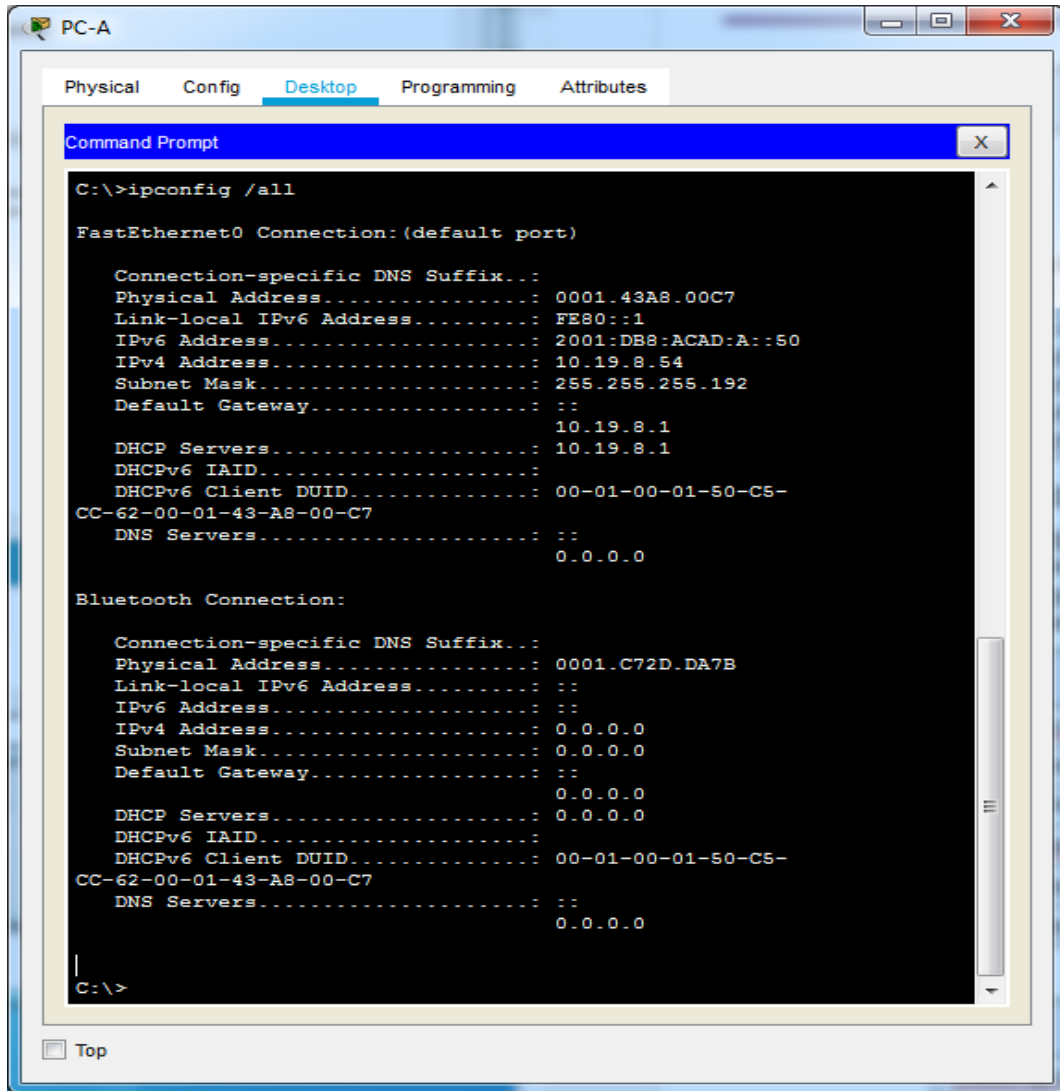 PC-A
Physical Config Desktop Programming Attributes
Command Prompt X
C:\>ipconfig /all
FastEthernet0 Connection:(default port)
Connection-specific DNS Suffix..:
Physical Address................: 0001.43A8.00C7
Link-local IPv6 Address.........: FE80::1
IPv6 Address....................: 2001:DB8:ACAD:A::50
IPv4 Address....................: 10.19.8.54
Subnet Mask.....................: 255.255.255.192
Default Gateway.................: ::
10.19.8.1
DHCP Servers....................: 10.19.8.1
DHCPv6 IAID.....................:
DHCPv6 Client DUID..............: 00-01-00-01-50-C5-
CC-62-00-01-43-A8-00-C7
DNS Servers.....................: ::
0.0.0.0
Bluetooth Connection:
Connection-specific DNS Suffix..:
Physical Address................: 0001.C72D.DA7B
Link-local IPv6 Address.........: ::
IPv6 Address....................: ::
IPv4 Address....................: 0.0.0.0
Subnet Mask.....................: 0.0.0.0
Default Gateway.................: ::
0.0.0.0
DHCP Servers....................: 0.0.0.0
DHCPv6 IAID.....................:
DHCPv6 Client DUID..............: 00-01-00-01-50-C5-
CC-62-00-01-43-A8-00-C7
DNS Servers.....................: ::
0.0.0.0
C:\>
Top